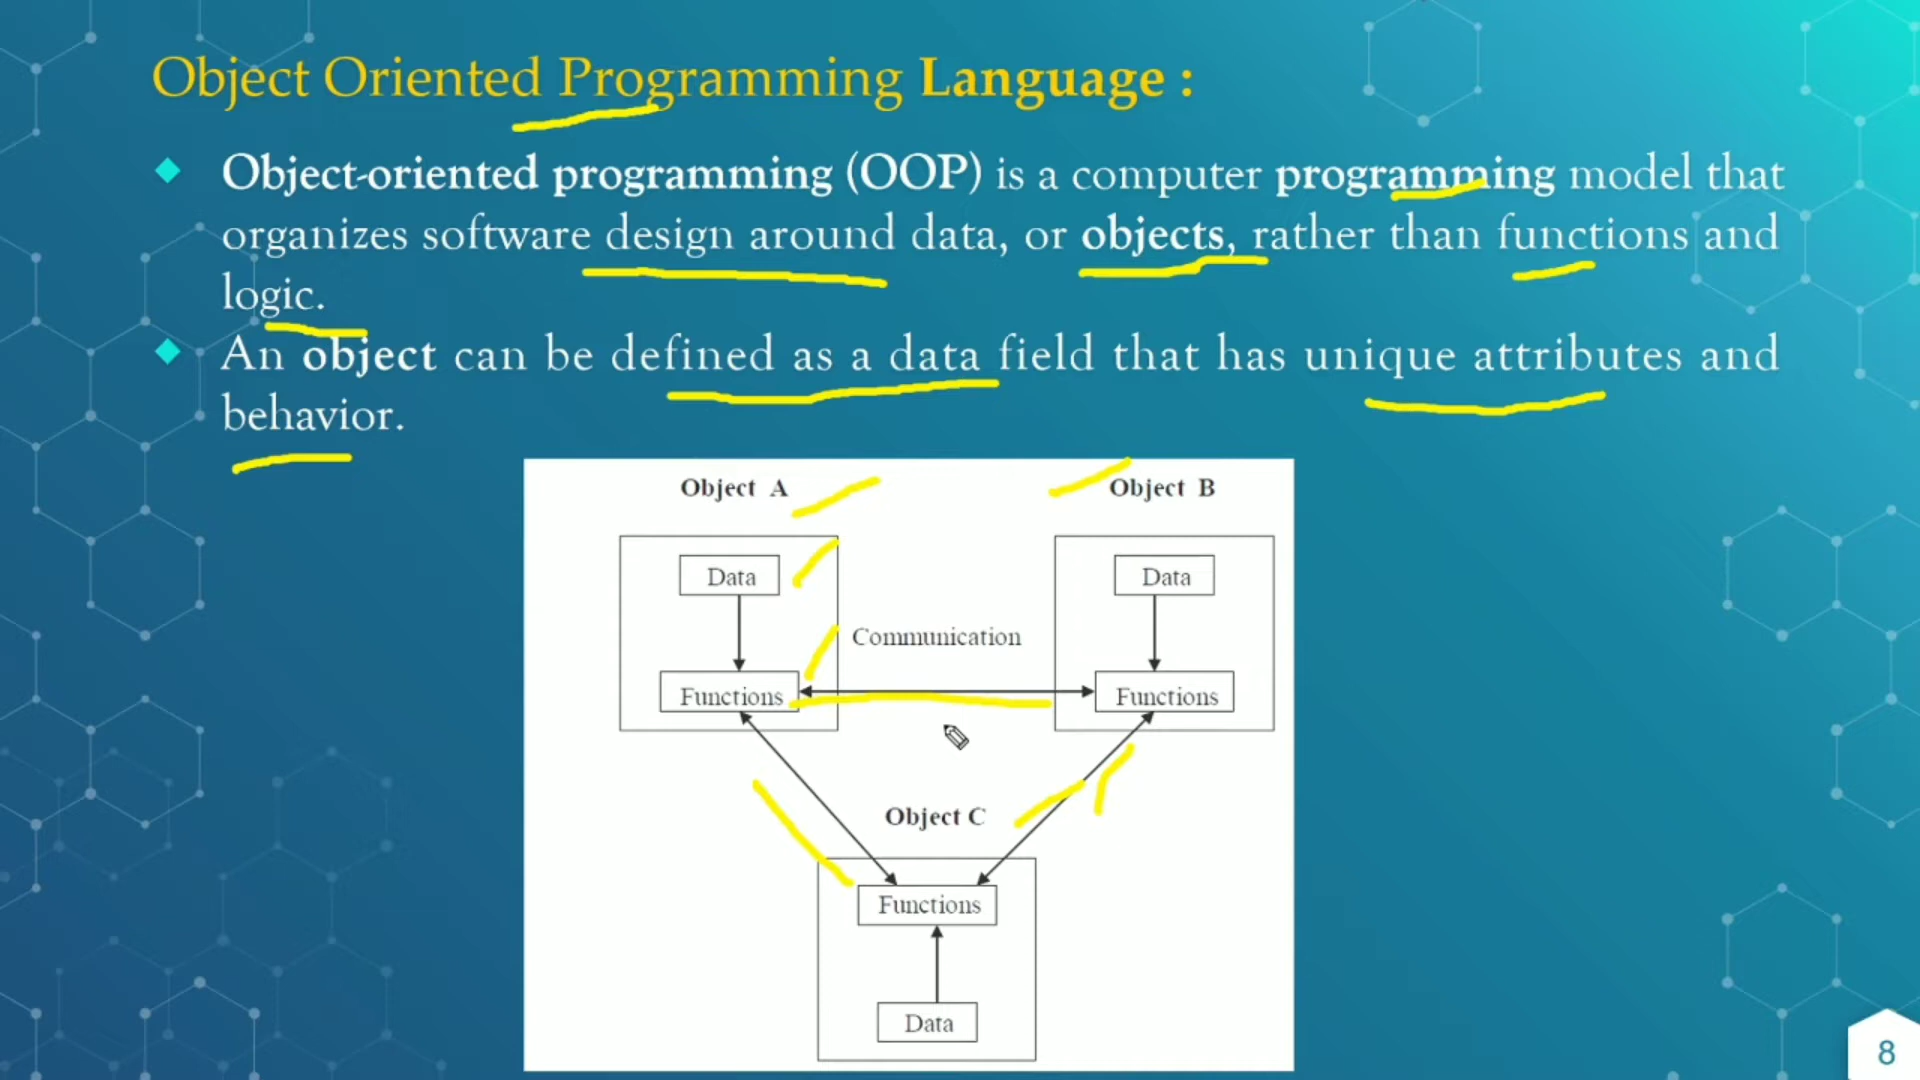 Object Oriented Programming Language :
Object-oriented programming (OOP) is a computer programming model that
organizes software design around data, or objects, rather than functions and
logic.
An object can be defined as a data field that has unique attributes and
behavior.
Object A
Object B
Data
Data
Communication
Functions
Functions
Object C
Functions
Data
8